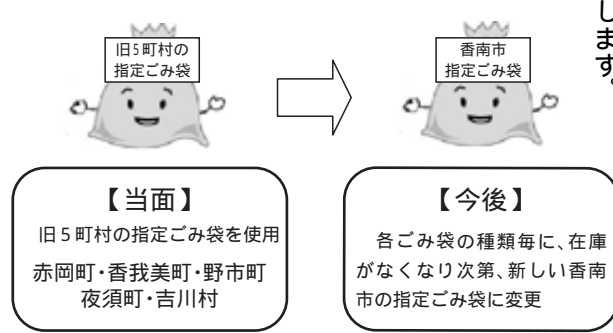 します。
旧5町村の
指定ごみ袋
香南市
指定ごみ袋
【当面】
旧5町村の指定ごみ袋を使用
赤岡町・香我美町・野市町
夜須町・吉川村
【今後】
各ごみ袋の種類毎に、在庫
がなくなり次第、新しい香南
市の指定ごみ袋に変更